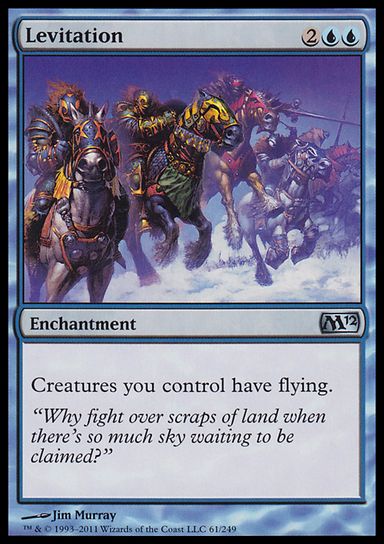 Levitation 2
Enchantment M12
Creatures you control have flying.
“Why fight over scraps of land when
there’s so much sky waiting to be
claimed?”
Jim Murray
™ & © 1993–2011 Wizards of the Coast LLC 61/249